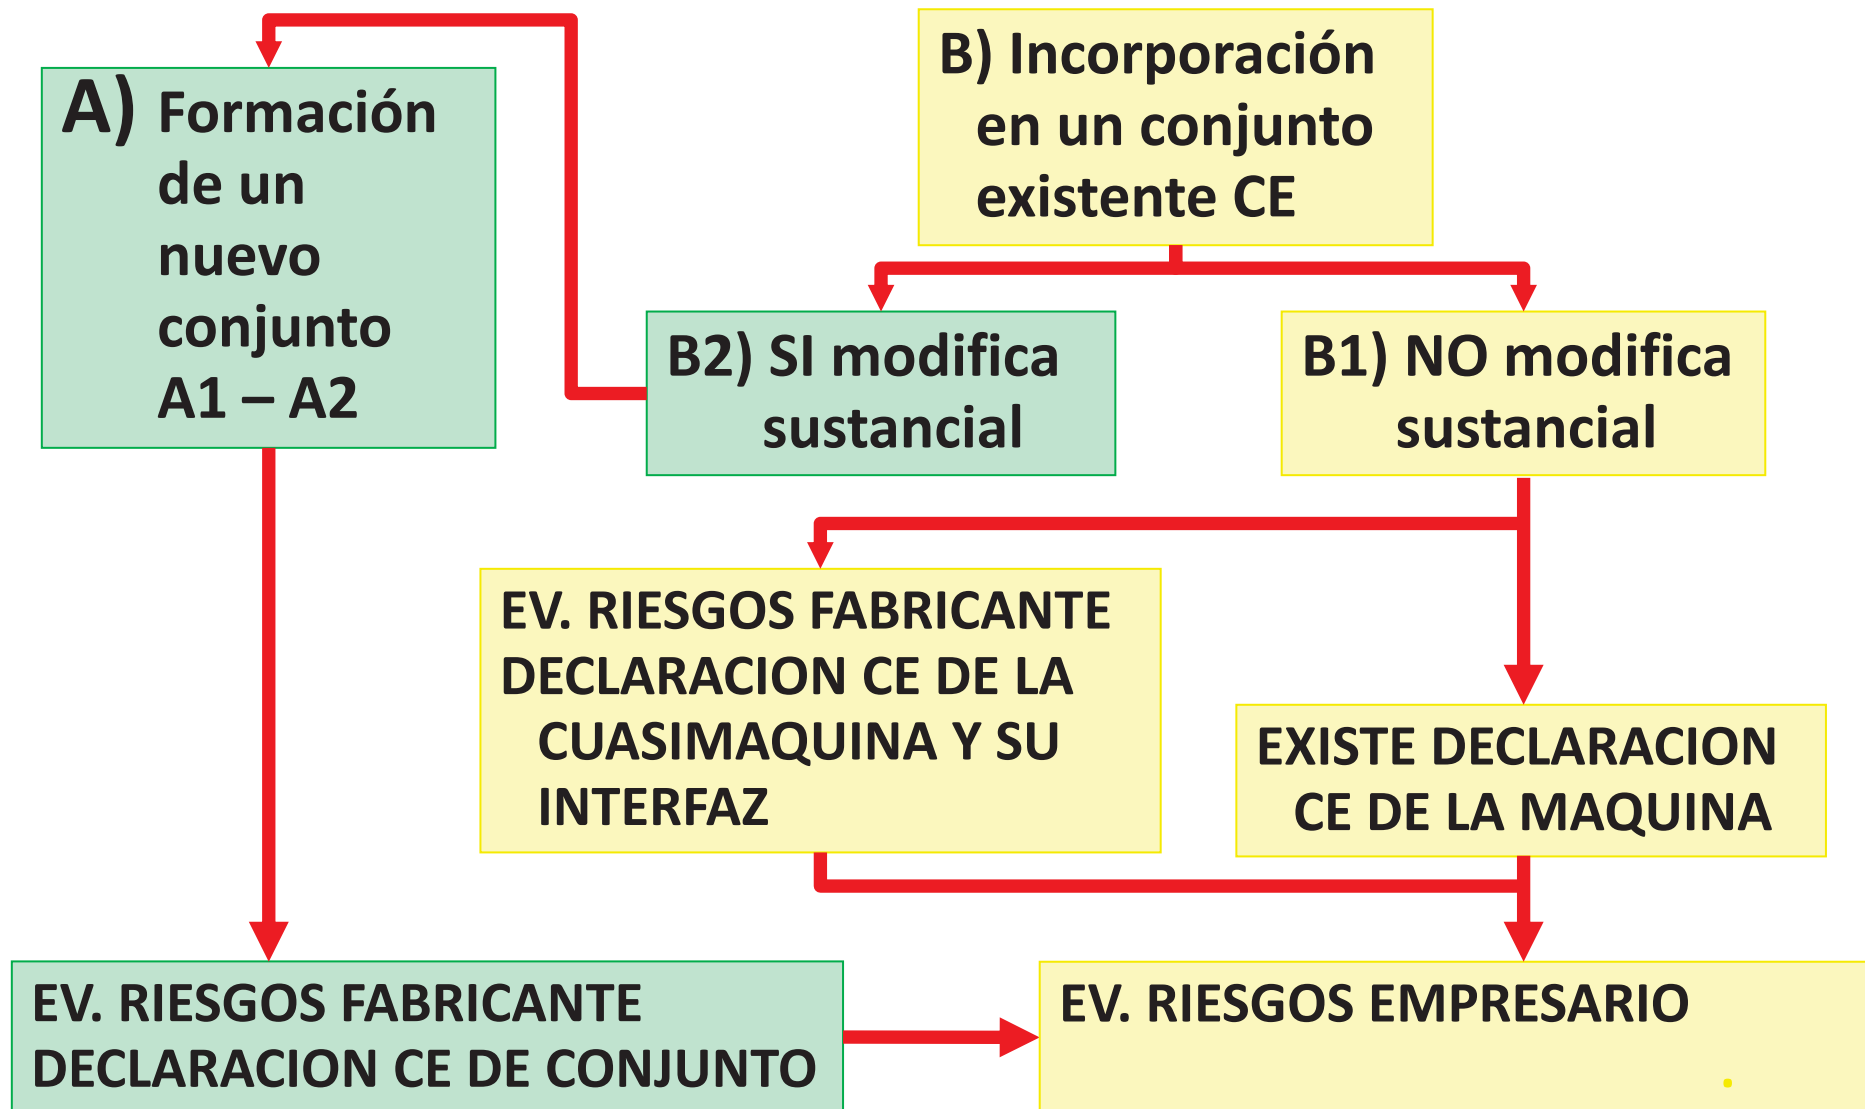 A) Formación
de un
nuevo
conjunto
A1 – A2
B) Incorporación
en un conjunto
existente CE
B2) SI modifica
sustancial
B1) NO modifica
sustancial
EV. RIESGOS FABRICANTE
DECLARACION CE DE LA
CUASIMAQUINA Y SU
INTERFAZ
EXISTE DECLARACION
CE DE LA MAQUINA
EV. RIESGOS FABRICANTE
DECLARACION CE DE CONJUNTO
EV. RIESGOS EMPRESARIO
.